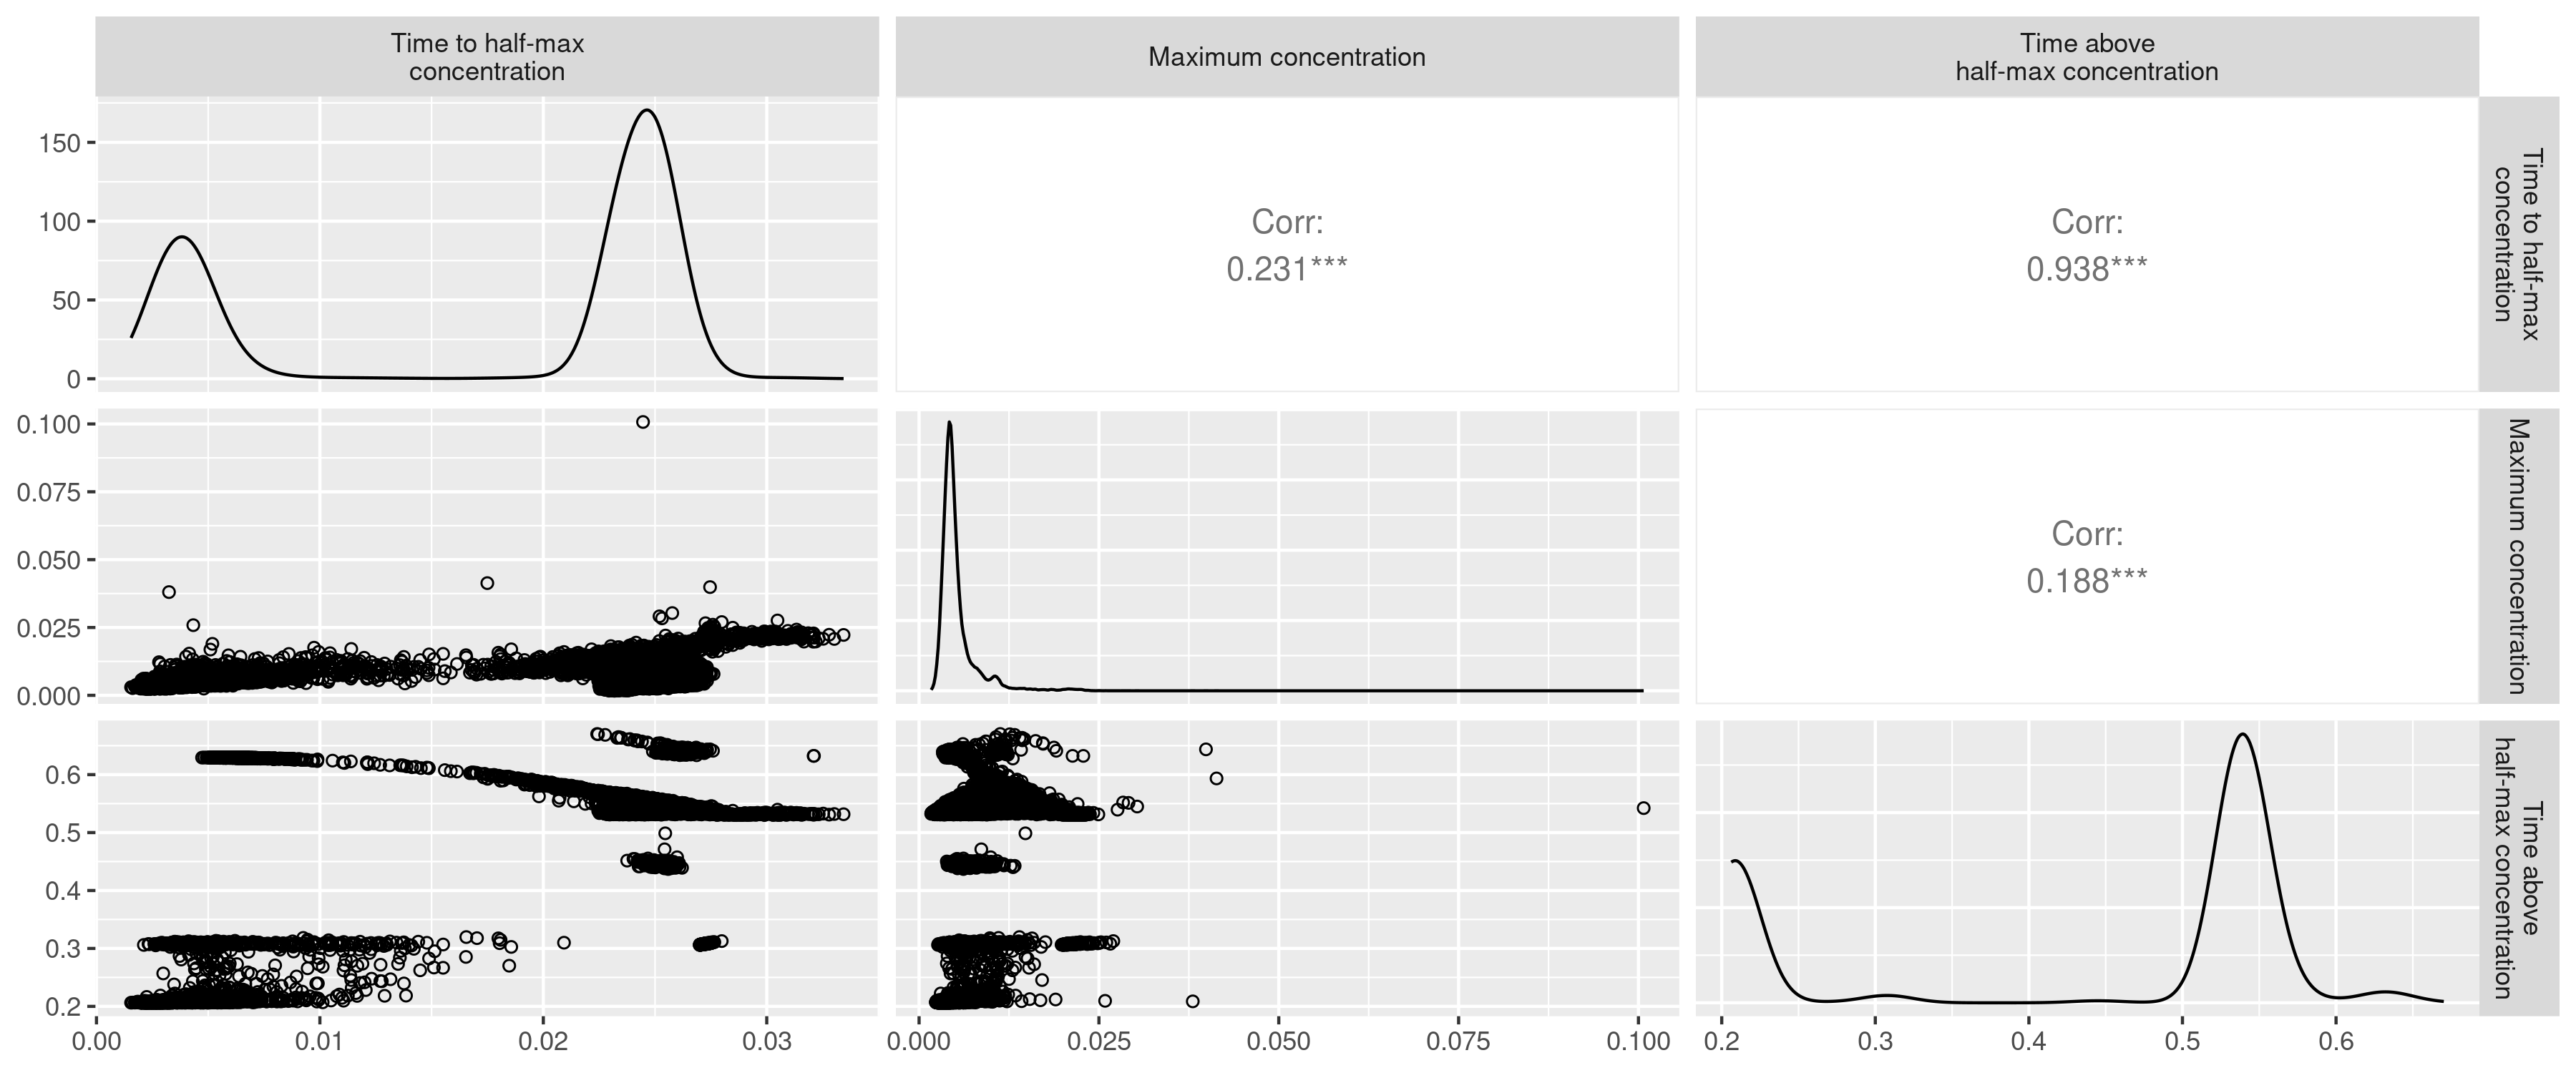 Time to half-max
concentration
Maximum concentration
Time above
half-max concentration
150
100
50
0
Corr:
0.231***
Corr:
0.938***
Time to half-max
concentration
0.100
0.075
0.050
0.025
0.000
Corr:
0.188***
Maximum concentration
0.6
0.5
0.4
0.3
0.2
Time above
half-max concentration
0.00 0.01 0.02 0.03
0.000 0.025 0.050 0.075 0.100
0.2 0.3 0.4 0.5 0.6